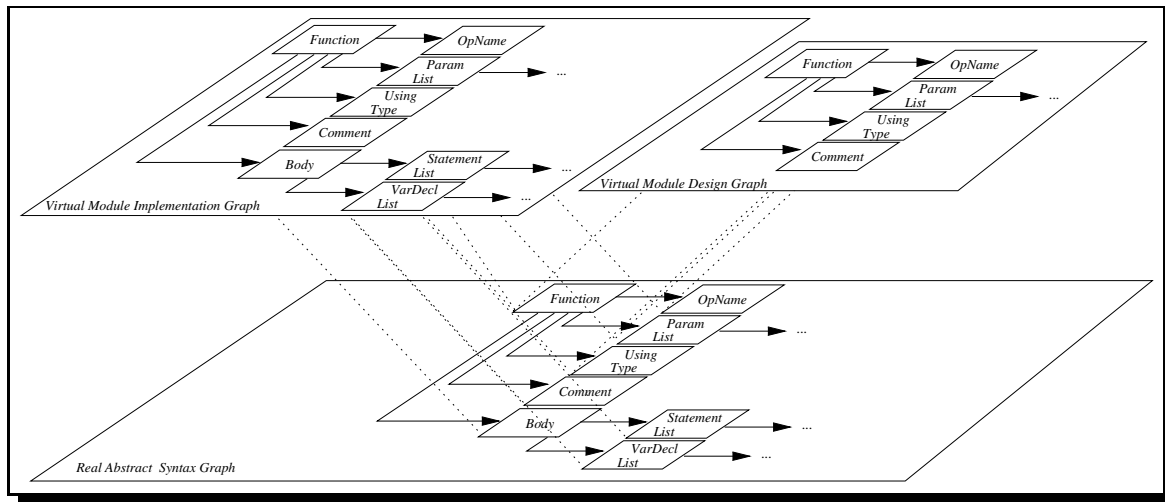 Function
OpName
Param
List
...
Using
Type
Comment
Body
Statement
List
...
VarDecl
List
...
Virtual Module Implementation Graph
Function
OpName
Param
List
...
Using
Type
Comment
Virtual Module Design Graph
Function
OpName
Param
List
...
Using
Type
Comment
Body
Statement
List
...
VarDecl
List
...
Real Abstract Syntax Graph